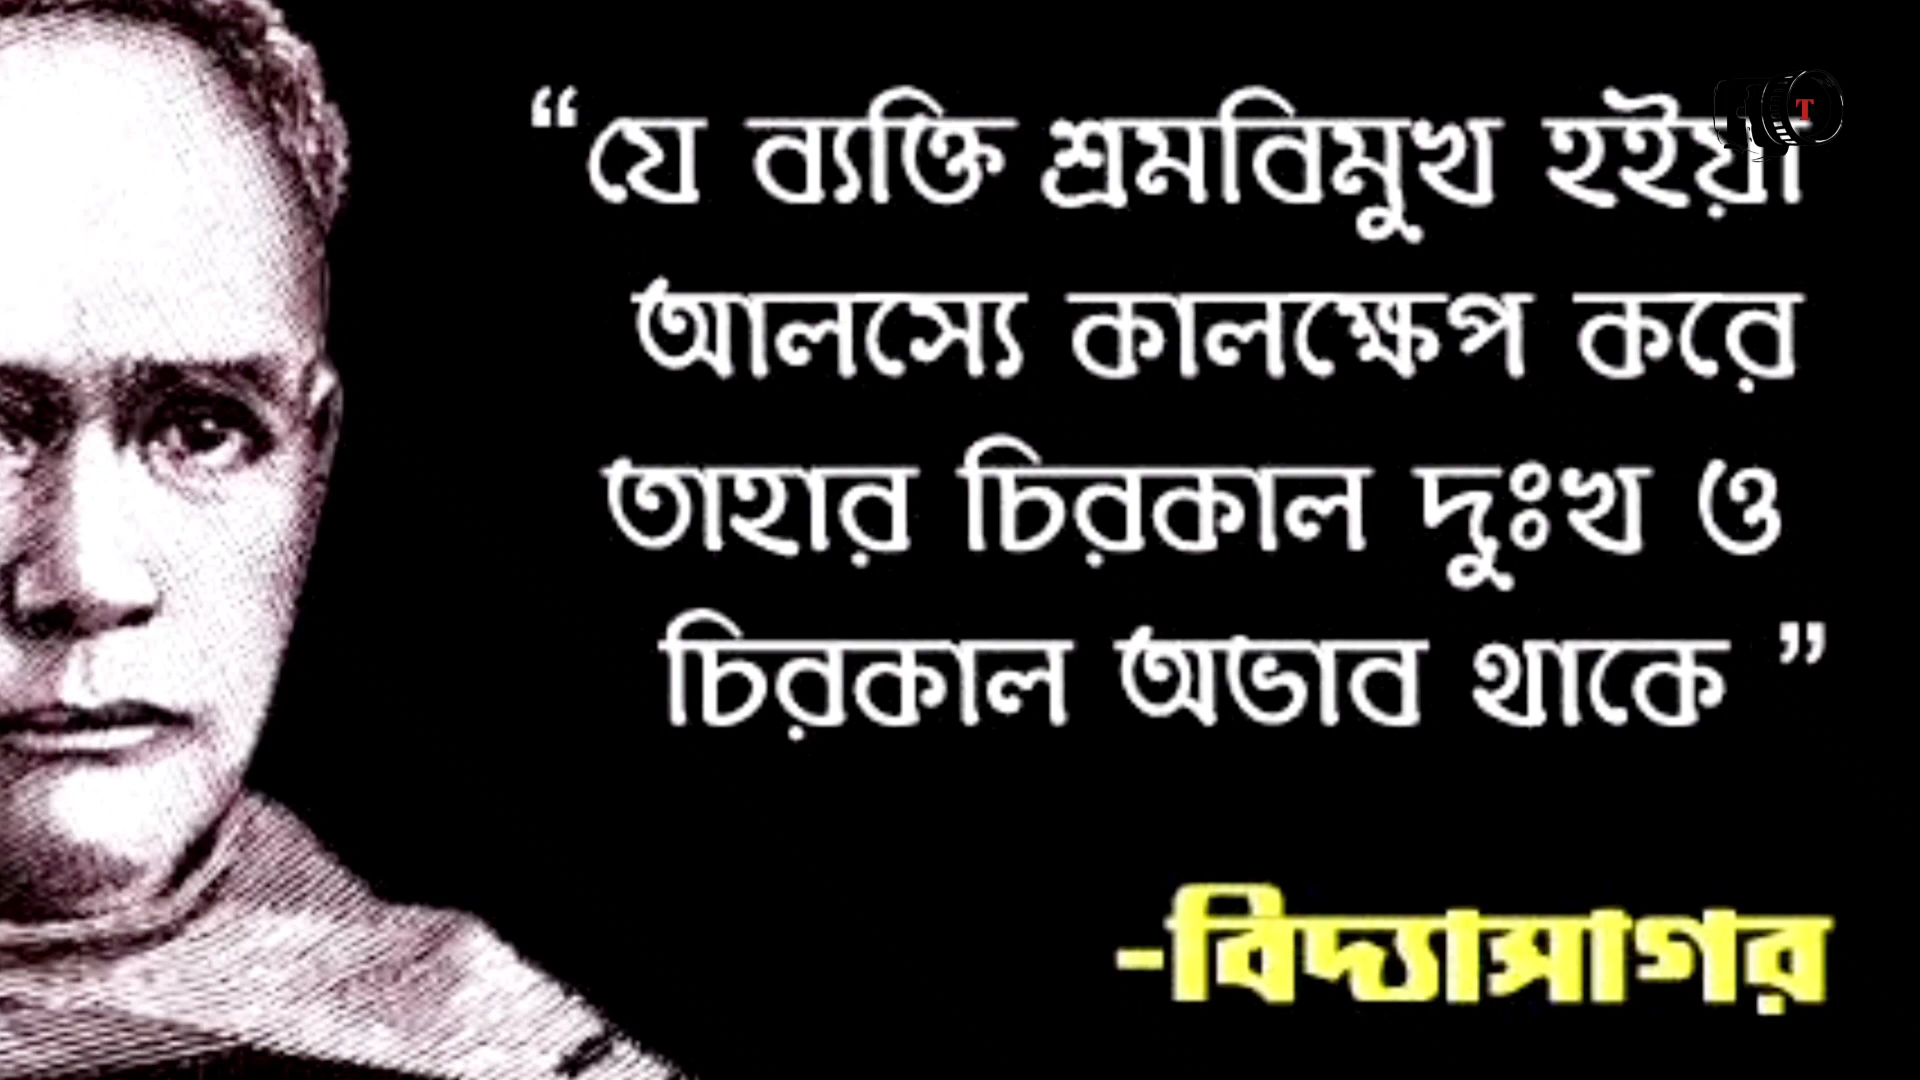 “যে ব্যক্তি শ্রমবিমুখ হইয়া
আলস্যে কালক্ষেপ করে
তাহার চিরকাল দুঃখ ও
চিরকাল অভাব থাকে ”
-বিদ্যাসাগর
T